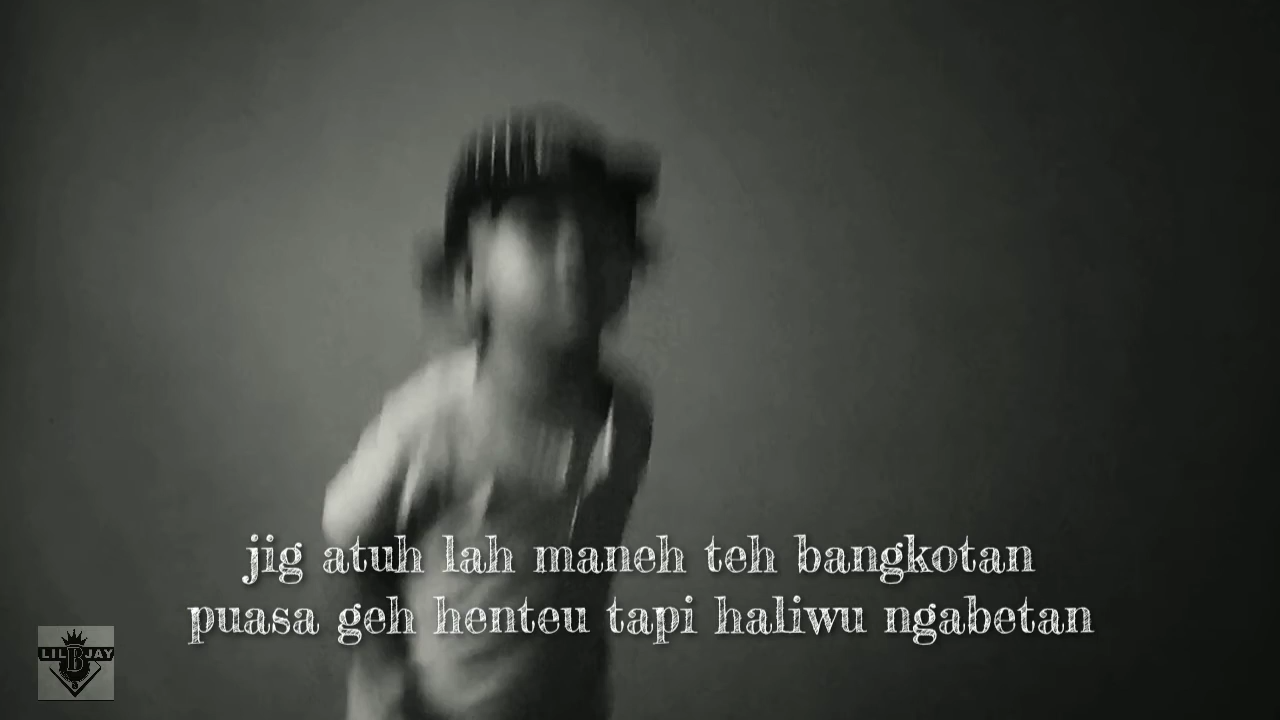 jig atuh lah maneh teh bangkotan
puasa geh henteu tapi haliwu ngabetan
LIL B JAY